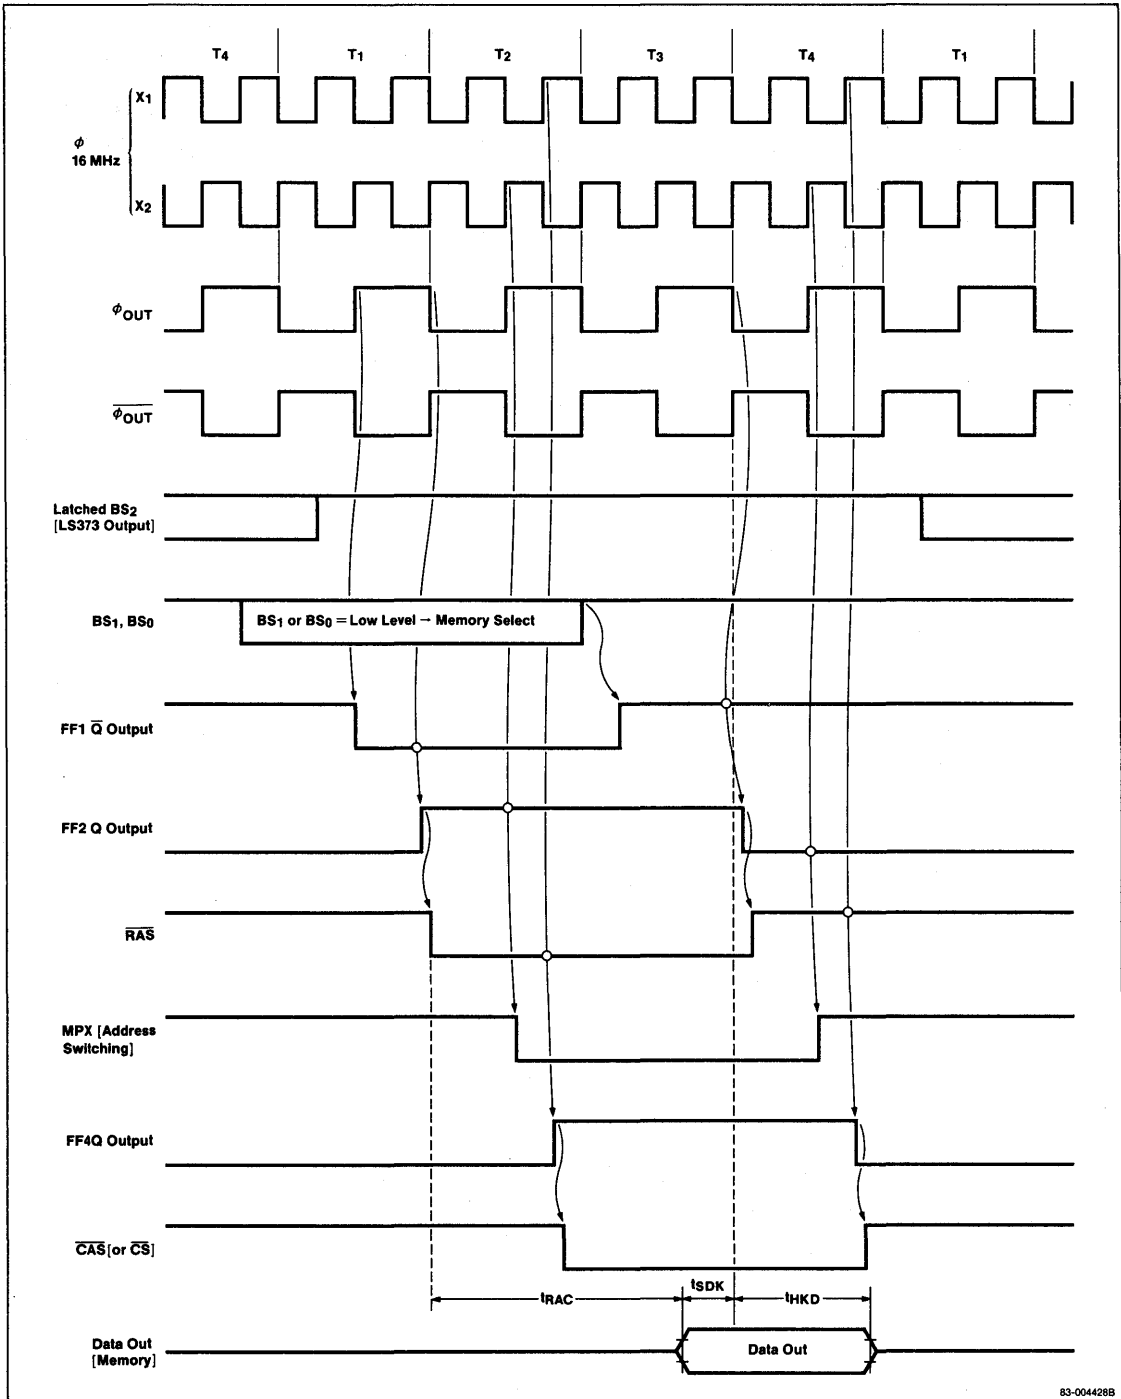 T4 T1 T2 T3 T4 T1
X1
ϕ
16 MHz
X2
ϕOUT
ϕOUT
Latched BS2
[LS373 Output]
BS1, BS0
BS1 or BS0 = Low Level → Memory Select
FF1 Q̅ Output
FF2 Q Output
RAS
MPX [Address
Switching]
FF4Q Output
CAS [or CS]
tRAC
tSDK
tHKD
Data Out
[Memory]
Data Out
83-004428B